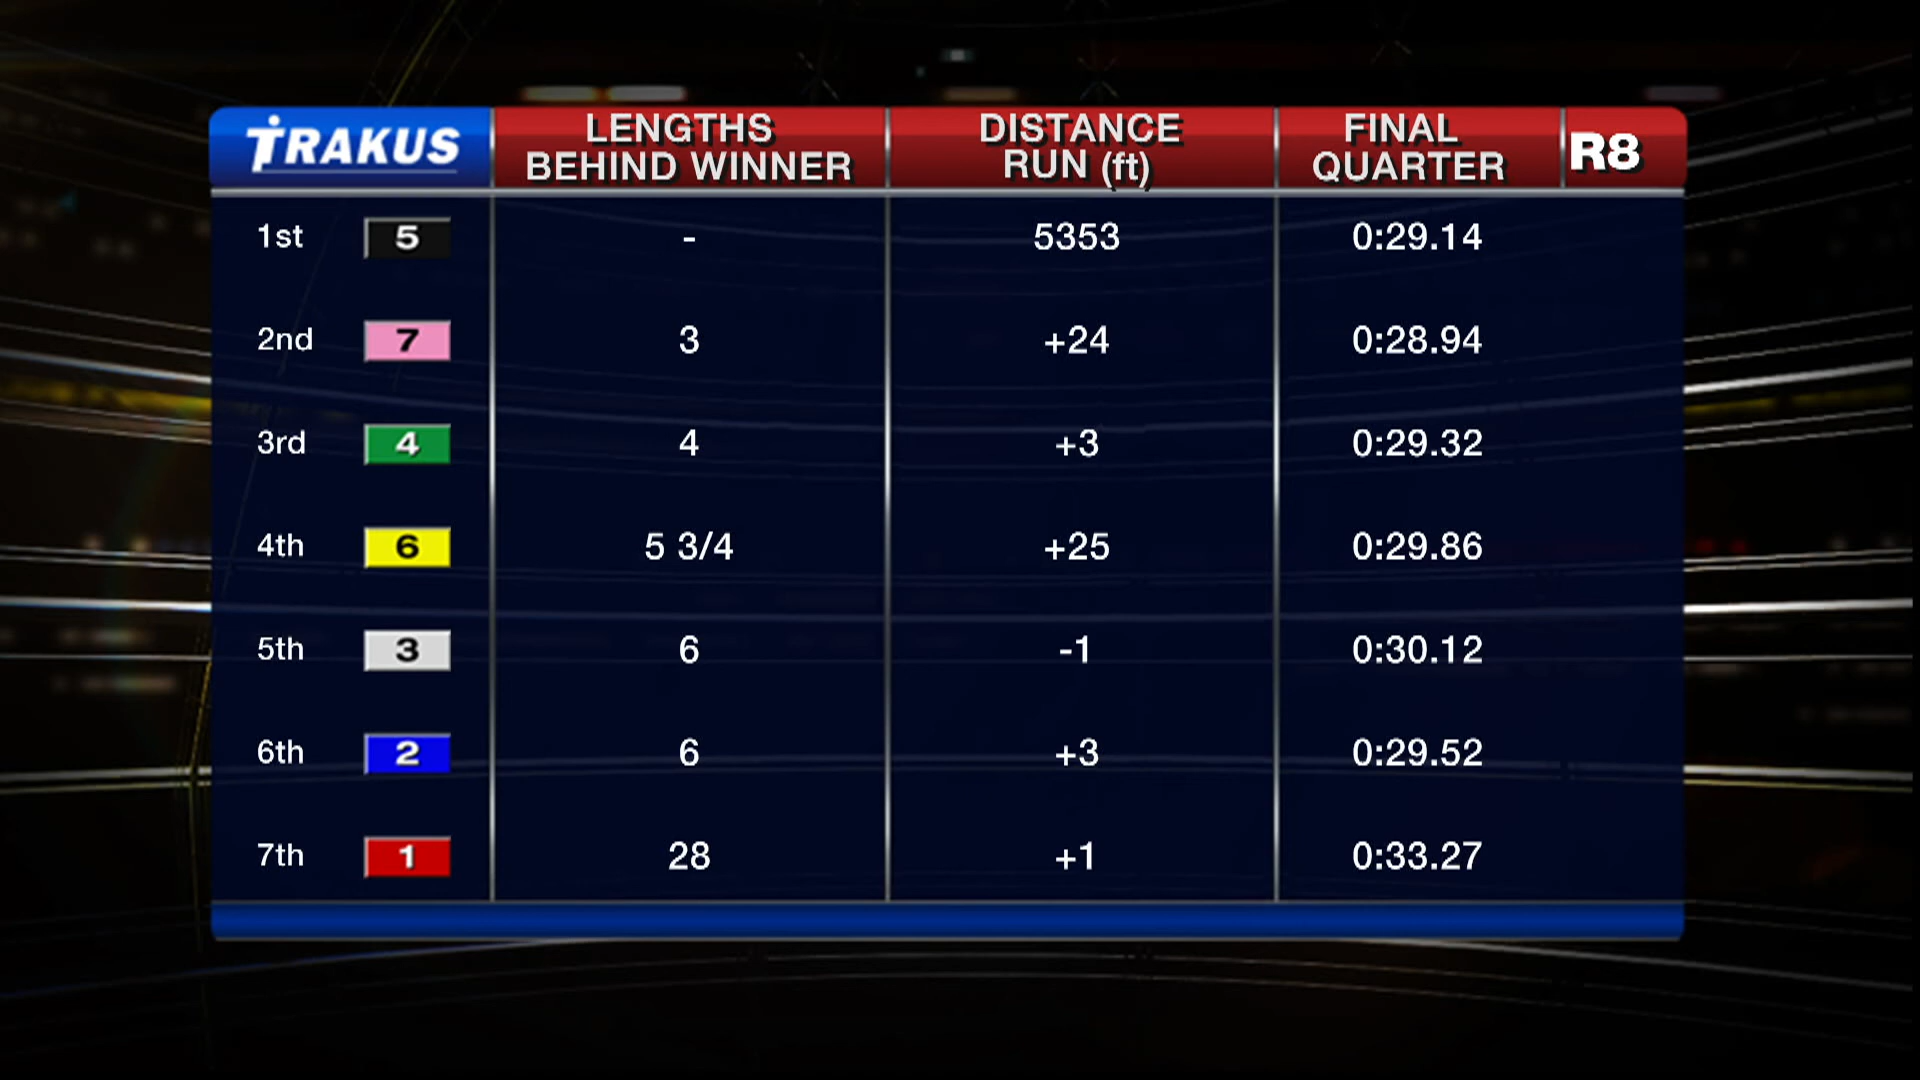 TRAKUS
LENGTHS BEHIND WINNER
DISTANCE RUN (ft)
FINAL QUARTER
R8
1st 5 - 5353 0:29.14
2nd 7 3 +24 0:28.94
3rd 4 4 +3 0:29.32
4th 6 5 3/4 +25 0:29.86
5th 3 6 -1 0:30.12
6th 2 6 +3 0:29.52
7th 1 28 +1 0:33.27